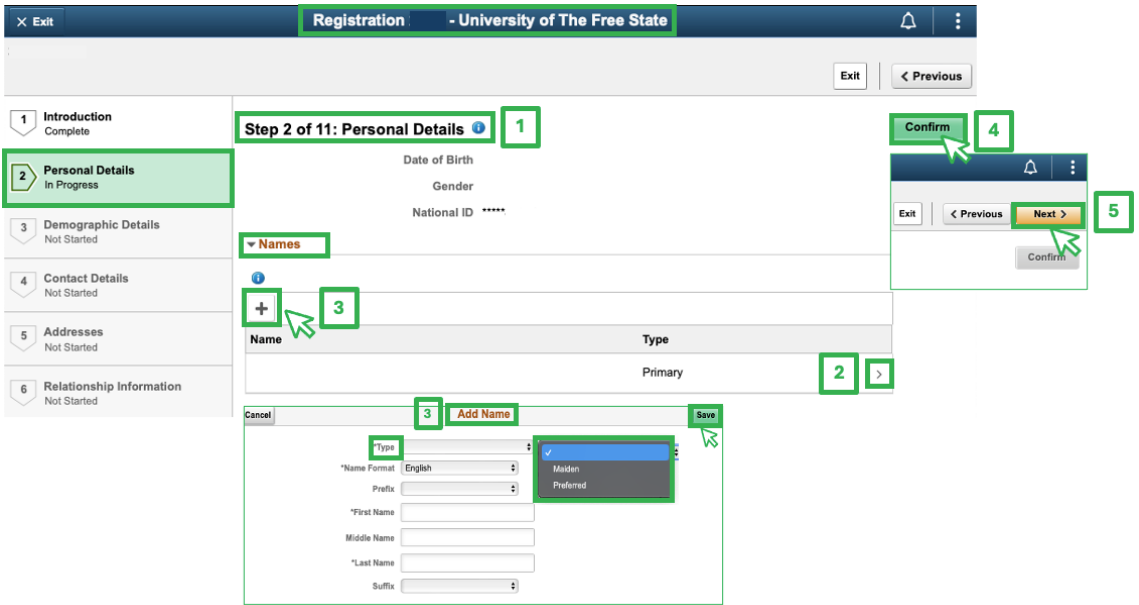 × Exit
Registration - University of The Free State
Exit
< Previous
1
Introduction
Complete
2
Personal Details
In Progress
3
Demographic Details
Not Started
4
Contact Details
Not Started
5
Addresses
Not Started
6
Relationship Information
Not Started
Step 2 of 11: Personal Details
1
Date of Birth
Gender
National ID *****
Names
+
3
Name Type
Primary
2
>
Confirm
4
Exit
< Previous
Next >
5
Confirm
Cancel
3
Add Name
Save
*Type
✓
Maiden
Preferred
*Name Format English
Prefix
*First Name
Middle Name
*Last Name
Suffix